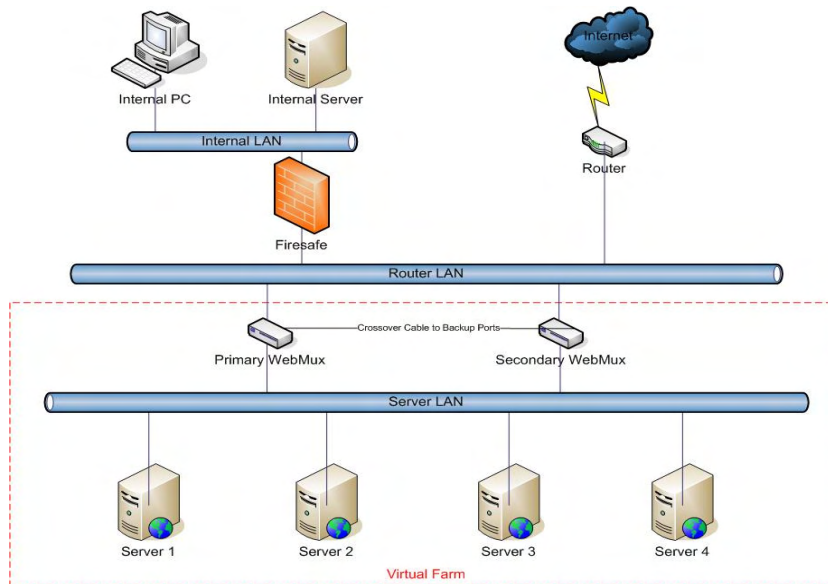 Internet
Internal PC
Internal Server
Internal LAN
Router
Firesafe
Router LAN
Crossover Cable to Backup Ports
Primary WebMux
Secondary WebMux
Server LAN
Server 1
Server 2
Server 3
Server 4
Virtual Farm